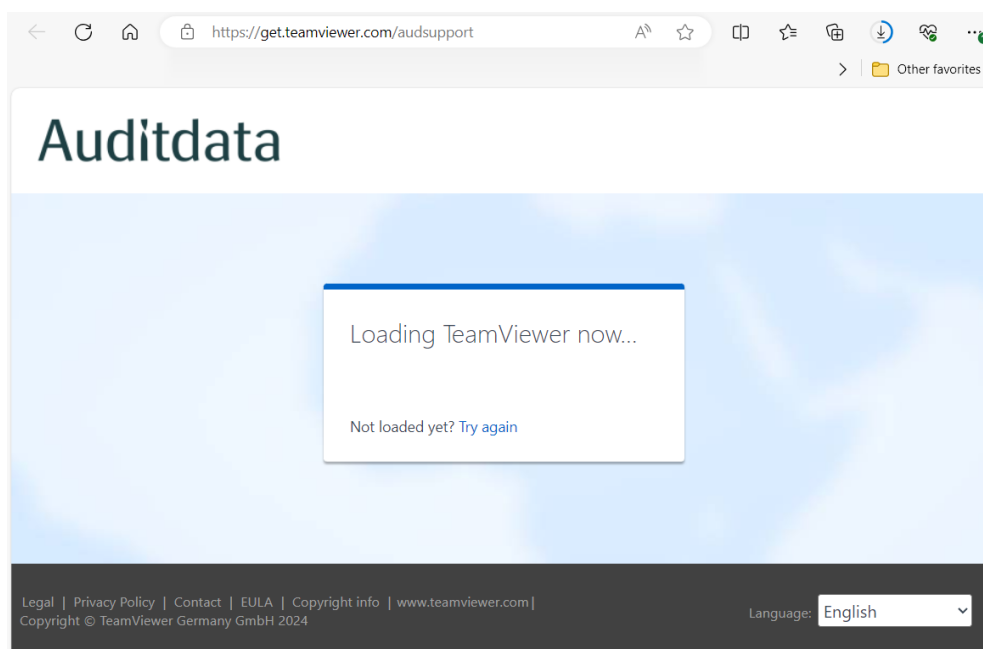 https://get.teamviewer.com/audsupport
Other favorites
Auditdata
Loading TeamViewer now...
Not loaded yet? Try again
Legal | Privacy Policy | Contact | EULA | Copyright info | www.teamviewer.com|
Copyright © TeamViewer Germany GmbH 2024
Language: English